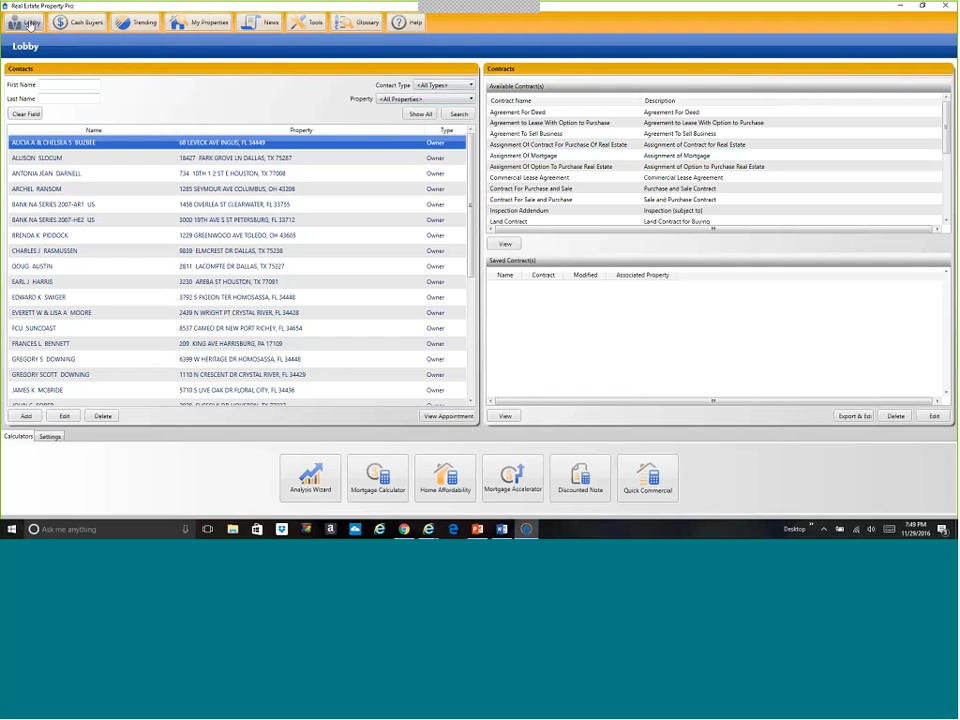 Real Estate Property Pro
Lobby Cash Buyers Trending My Properties News Tools Glossary Help
Lobby
Contacts
First Name
Last Name
Contact Type <All Types>
Property <All Properties>
Clear Field Show All Search
Name Property Type
ALICIA A & CHELSEA S BUZBEE 68 LEVECK AVE INGLIS, FL 34449 Owner
ALLISON SLOCUM 18427 PARK GROVE LN DALLAS, TX 75287 Owner
ANTONIA JEAN DARNELL 734 10TH 1 2 ST E HOUSTON, TX 77008 Owner
ARCHEL RANSOM 1285 SEYMOUR AVE COLUMBUS, OH 43206 Owner
BANK NA SERIES 2007-AR1 US 1458 OVERLEA ST CLEARWATER, FL 33755 Owner
BANK NA SERIES 2007-HE2 US 3000 19TH AVE S ST PETERSBURG, FL 33712 Owner
BRENDA K PIDDOCK 1229 GREENWOOD AVE TOLEDO, OH 43605 Owner
CHARLES J RASMUSSEN 9839 ELMCREST DR DALLAS, TX 75238 Owner
DOUG AUSTIN 2811 LACOMPTE DR DALLAS, TX 75227 Owner
EARL J HARRIS 3230 AREBA ST HOUSTON, TX 77091 Owner
EDWARD K SWIGER 3792 S PIGEON TER HOMOSASSA, FL 34448 Owner
EVERETT W & LISA A MOORE 2439 N WRIGHT PT CRYSTAL RIVER, FL 34428 Owner
FCU SUNCOAST 8537 CAMEO DR NEW PORT RICHEY, FL 34654 Owner
FRANCES L BENNETT 209 KING AVE HARRISBURG, PA 17109 Owner
GREGORY S DOWNING 6399 W HERITAGE DR HOMOSASSA, FL 34448 Owner
GREGORY SCOTT DOWNING 1110 N CRESCENT DR CRYSTAL RIVER, FL 34429 Owner
JAMES K MCBRIDE 5710 S LIVE OAK DR FLORAL CITY, FL 34436 Owner
Add Edit Delete View Appointment
Contracts
Available Contract(s)
Contract Name Description
Agreement For Deed Agreement For Deed
Agreement to Lease With Option to Purchase Agreement to Lease With Option to Purchase
Agreement To Sell Business Agreement To Sell Business
Assignment Of Contract For Purchase Of Real Estate Assignment of Contract for Real Estate
Assignment Of Mortgage Assignment of Mortgage
Assignment Of Option To Purchase Real Estate Assignment of Option to Purchase Real Estate
Commercial Lease Agreement Commercial Lease Agreement
Contract For Purchase and Sale Purchase and Sale Contract
Contract For Sale and Purchase Sale and Purchase Contract
Inspection Addendum Inspection (subject to)
Land Contract Land Contract for Buying
View
Saved Contract(s)
Name Contract Modified Associated Property
View Export & Edi Delete Edit
Calculators Settings
Analysis Wizard Mortgage Calculator Home Affordability Mortgage Accelerator Discounted Note Quick Commercial
Ask me anything Desktop 7:49 PM
11/29/2016